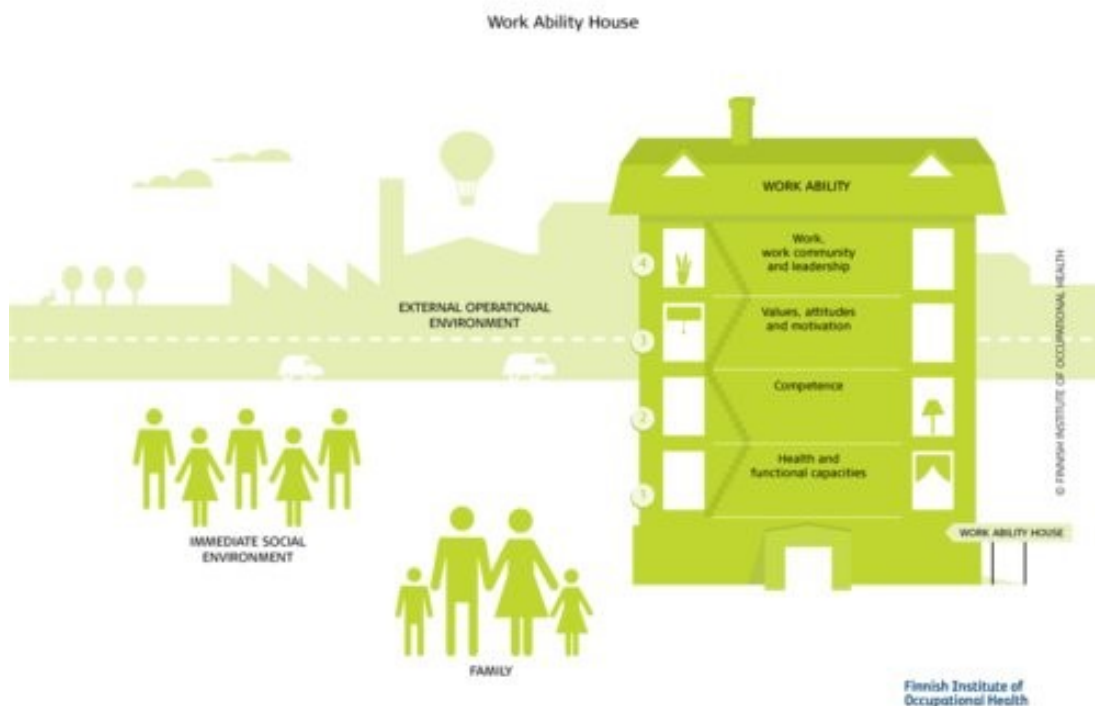 Work Ability House
WORK ABILITY
4
Work,
work community
and leadership
3
Values, attitudes
and motivation
2
Competence
1
Health and
functional capacities
EXTERNAL OPERATIONAL
ENVIRONMENT
IMMEDIATE SOCIAL
ENVIRONMENT
FAMILY
WORK ABILITY HOUSE
© FINNISH INSTITUTE OF OCCUPATIONAL HEALTH
Finnish Institute of
Occupational Health